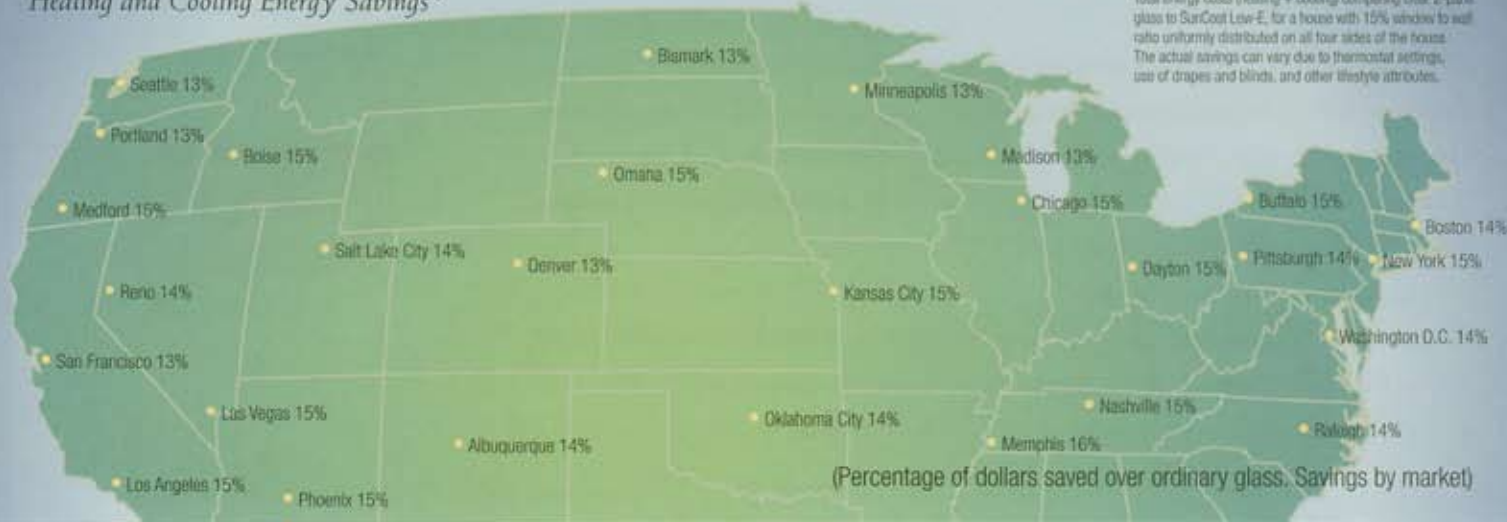 Heating and Cooling Energy Savings
glass to SunCoat Low-E, for a house with 15% window to wall
ratio uniformly distributed on all four sides of the house.
The actual savings can vary due to thermostat settings,
use of drapes and blinds, and other lifestyle attributes.
Bismark 13%
Seattle 13%
Minneapolis 13%
Portland 13%
Boise 15%
Madison 13%
Omaha 15%
Medford 15%
Chicago 15%
Buffalo 15%
Boston 14%
Salt Lake City 14%
Denver 13%
Dayton 15%
Pittsburgh 14%
New York 15%
Reno 14%
Kansas City 15%
Washington D.C. 14%
San Francisco 13%
Las Vegas 15%
Oklahoma City 14%
Nashville 15%
Albuquerque 14%
Memphis 16%
Raleigh 14%
(Percentage of dollars saved over ordinary glass. Savings by market)
Los Angeles 15%
Phoenix 15%